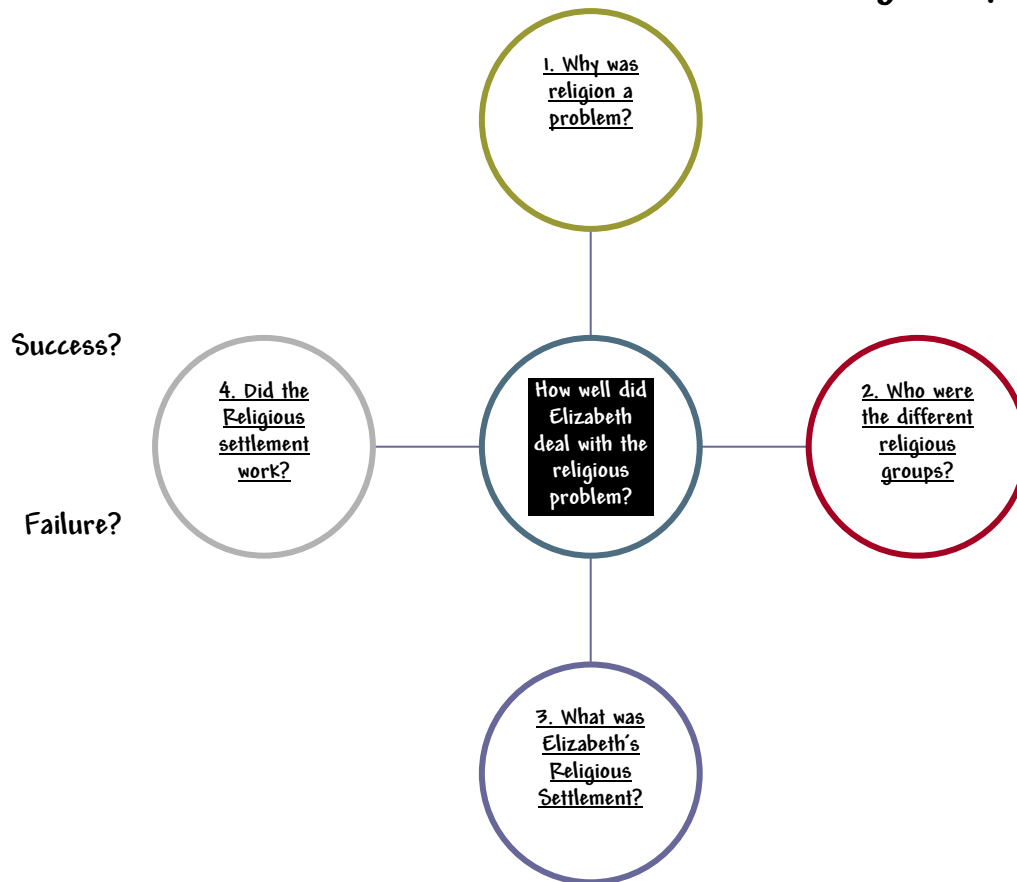 1. Why was
religion a
problem?
Success?
4. Did the
Religious
settlement
work?
How well did
Elizabeth
deal with the
religious
problem?
2. Who were
the different
religious
groups?
Failure?
3. What was
Elizabeth's
Religious
Settlement?